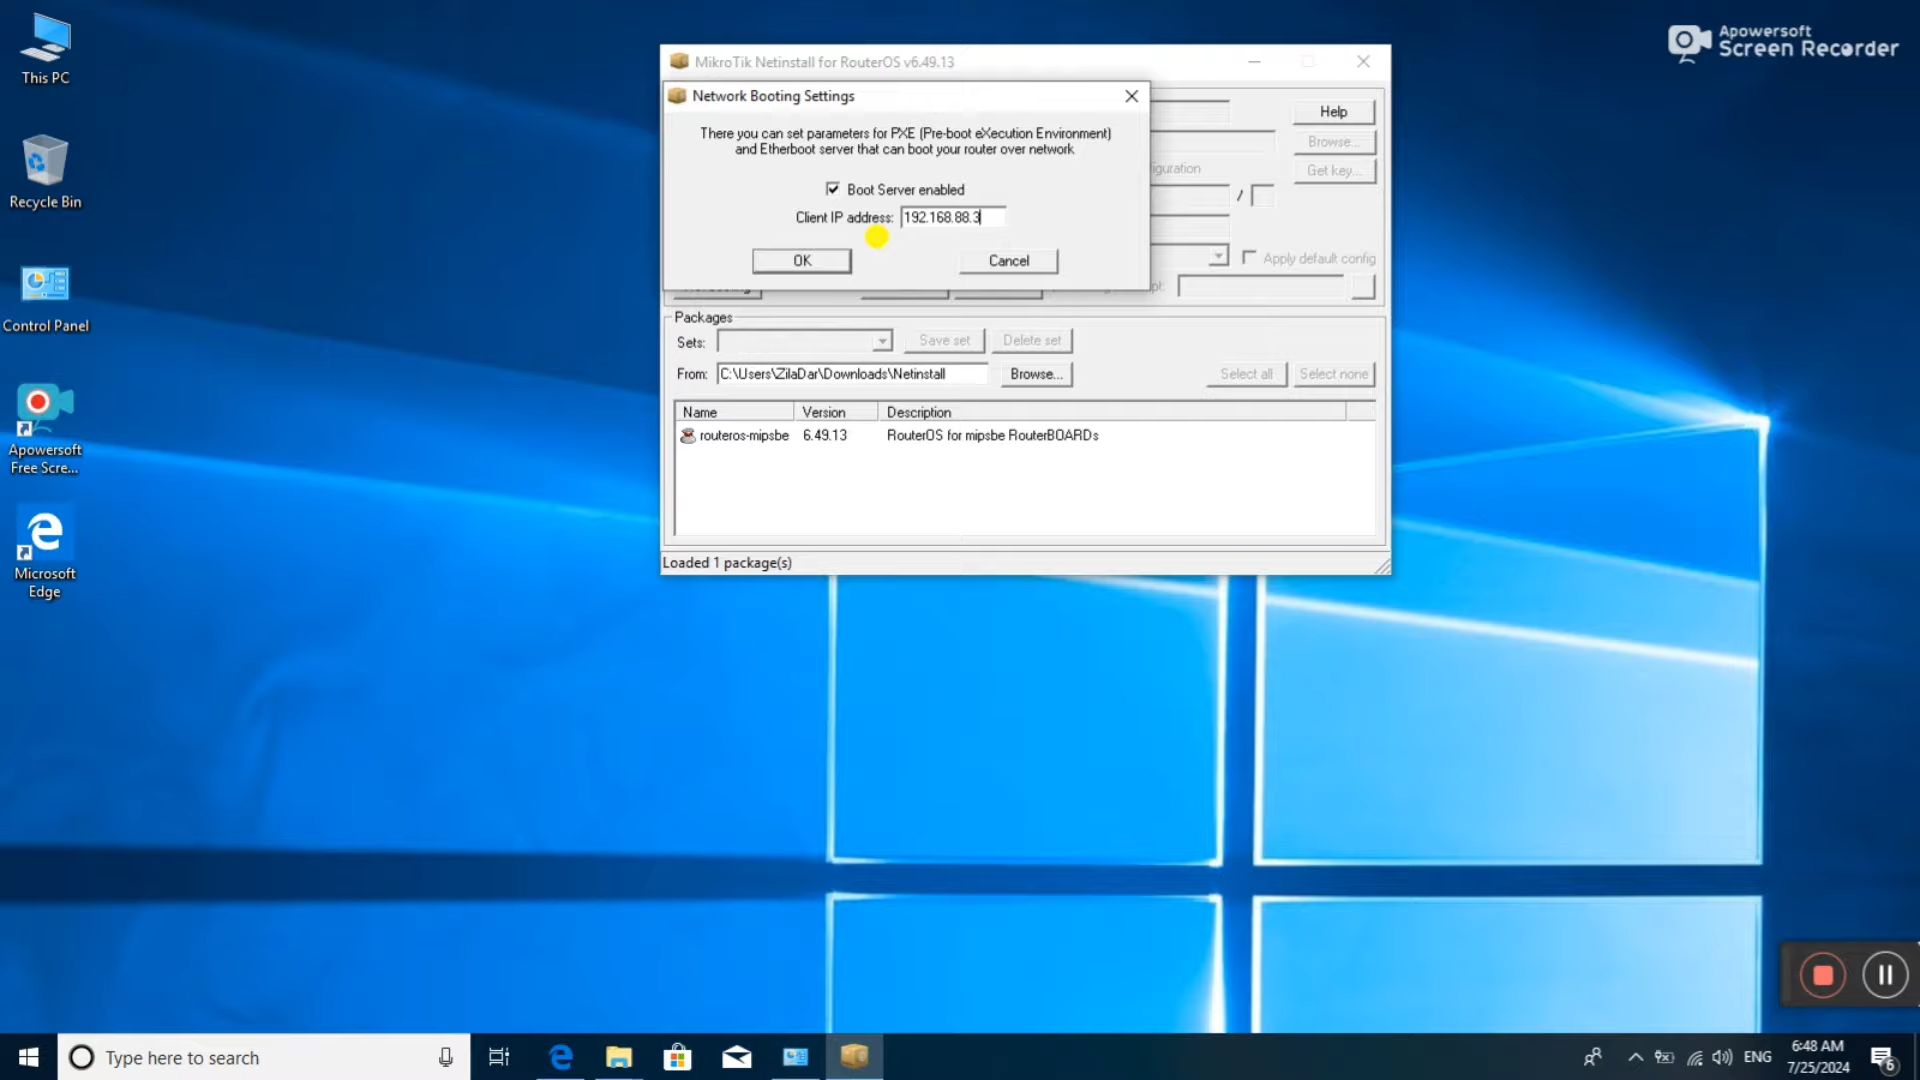 This PC
Recycle Bin
Control Panel
Apowersoft
Free Scre...
Microsoft
Edge
Apowersoft
Screen Recorder
MikroTik Netinstall for RouterOS v6.49.13
Network Booting Settings
There you can set parameters for PXE (Pre-boot eXecution Environment)
and Etherboot server that can boot your router over network
Boot Server enabled
Client IP address: 192.168.88.3
OK
Cancel
Help
Browse...
iguration
Get key...
/
Apply default config
Packages
Sets:
Save set
Delete set
From: C:\Users\ZilaDar\Downloads\Netinstall
Browse...
Select all
Select none
Name Version Description
routeros-mipsbe 6.49.13 RouterOS for mipsbe RouterBOARDs
Loaded 1 package(s)
Type here to search
ENG
6:48 AM
7/25/2024
6